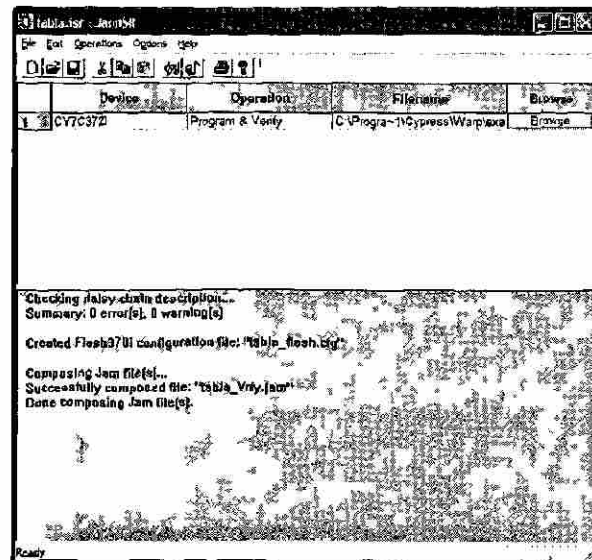 tabla.isr - JamISR
File Edit Operations Options Help
Device Operation Filename Browse
1 CY7C372I Program & Verify C:\Progra~1\Cypress\Warp\exa Browse
Checking daisy chain description...
Summary: 0 error(s), 0 warning(s)
Created Flash370i configuration file: "tabla_flash.cfg"
Composing Jam file(s)...
Successfully composed file: "tabla_Vrfy.jam"
Done composing Jam file(s).
Ready